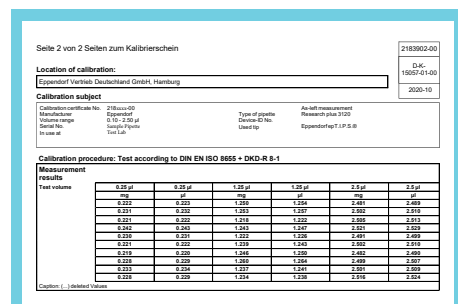 Seite 2 von 2 Seiten zum Kalibrierschein
2183902-00
D-K-
15057-01-00
2020-10
Location of calibration:
Eppendorf Vertrieb Deutschland GmbH, Hamburg
Calibration subject
Calibration certificate No. 218xxxx-00 As-left measurement
Manufacturer Eppendorf Type of pipette Research plus 3120
Volume range 0.10 - 2.50 µl Device-ID No.
Serial No. Sample Pipette Used tip Eppendorf epT.I.P.S.®
In use at Test Lab
Calibration procedure: Test according to DIN EN ISO 8655 + DKD-R 8-1
Measurement
results
Test volume 0.25 µl 0.25 µl 1.25 µl 1.25 µl 2.5 µl 2.5 µl
mg µl mg µl mg µl
0.222 0.223 1.250 1.254 2.481 2.489
0.231 0.232 1.253 1.257 2.502 2.510
0.221 0.222 1.218 1.222 2.505 2.513
0.242 0.243 1.243 1.247 2.521 2.529
0.230 0.231 1.222 1.226 2.491 2.499
0.221 0.222 1.239 1.243 2.502 2.510
0.219 0.220 1.246 1.250 2.482 2.490
0.228 0.229 1.260 1.264 2.499 2.507
0.233 0.234 1.237 1.241 2.501 2.509
0.228 0.229 1.234 1.238 2.516 2.524
Caption: (...) deleted Values